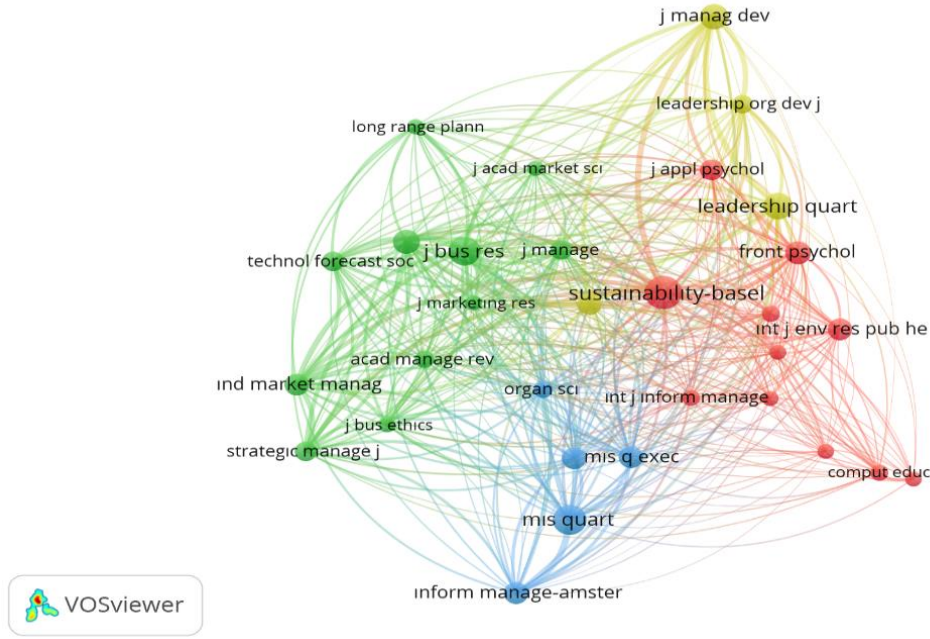 j manag dev
leadership org dev j
long range plann
j acad market sci
j appl psychol
leadership quart
j bus res
j manage
front psychol
technol forecast soc
sustainability-basel
j marketing res
int j env res pub he
acad manage rev
ind market manag
organ sci
int j inform manage
j bus ethics
strategic manage j
mis q exec
comput educ
mis quart
inform manage-amster
VOSviewer